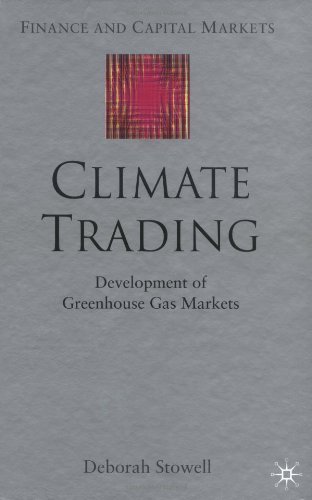 FINANCE AND CAPITAL MARKETS
CLIMATE
TRADING
Development of
Greenhouse Gas Markets
Deborah Stowell